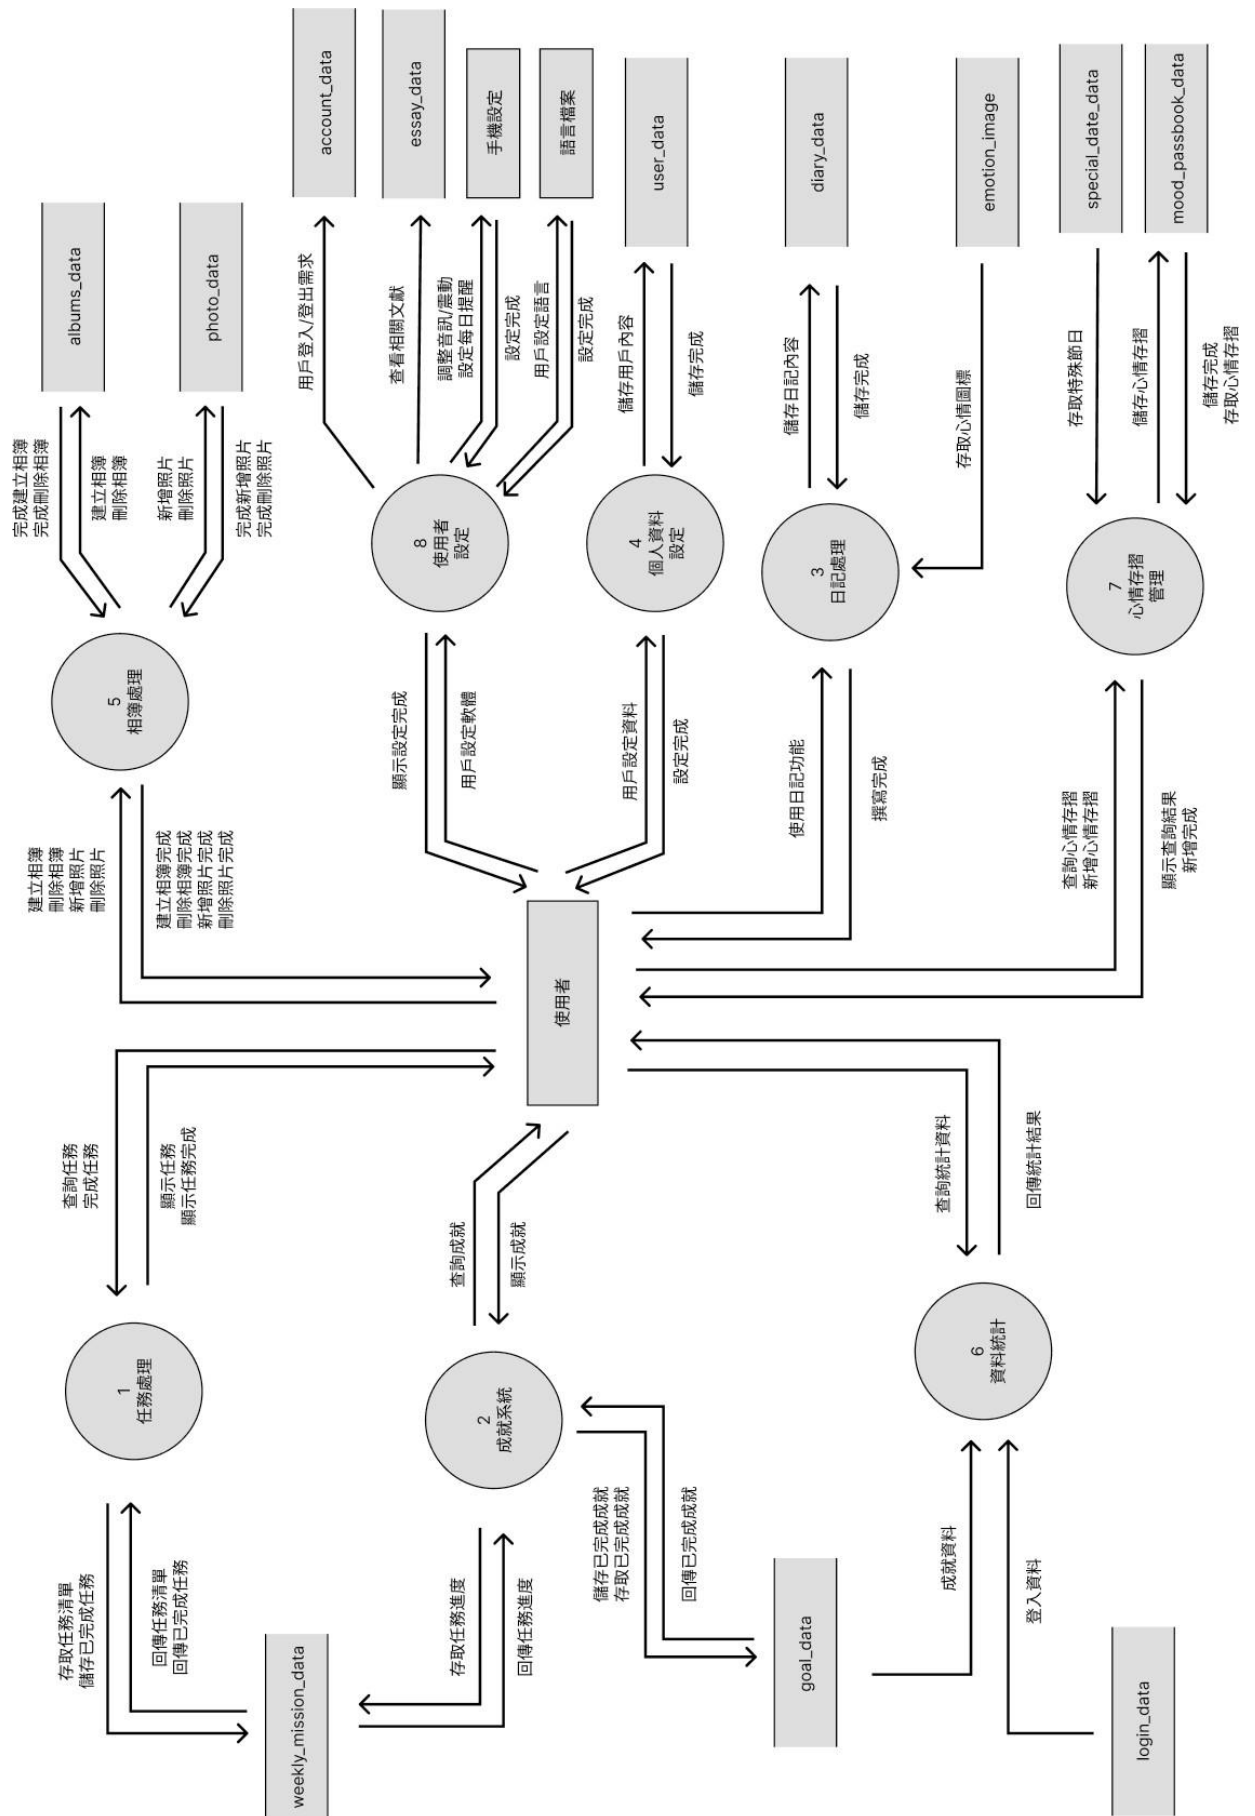 存取任務清單
儲存已完成任務
回傳任務清單
回傳已完成任務
weekly_mission_data
1
任務處理
查詢任務
完成任務
顯示任務
顯示任務完成
建立相簿
刪除相簿
新增照片
刪除照片
建立相簿完成
刪除相簿完成
新增照片完成
刪除照片完成
5
相簿處理
完成建立相簿
完成刪除相簿
建立相簿
刪除相簿
新增照片
刪除照片
完成新增照片
完成刪除照片
albums_data
photo_data
存取任務進度
回傳任務進度
2
成就系統
查詢成就
顯示成就
使用者
顯示設定完成
用戶設定軟體
8
使用者
設定
用戶登入/登出需求
查看相關文獻
調整音訊/震動
設定每日提醒
設定完成
用戶設定語言
設定完成
account_data
essay_data
手機設定
語言檔案
儲存已完成成就
存取已完成成就
回傳已完成成就
goal_data
用戶設定資料
設定完成
4
個人資料
設定
儲存用戶內容
儲存完成
user_data
使用日記功能
撰寫完成
3
日記處理
儲存日記內容
儲存完成
diary_data
存取心情圖標
emotion_image
成就資料
登入資料
login_data
6
資料統計
查詢統計資料
回傳統計結果
查詢心情存摺
新增心情存摺
顯示查詢結果
新增完成
7
心情存摺
管理
存取特殊節日
儲存心情存摺
儲存完成
存取心情存摺
special_date_data
mood_passbook_data